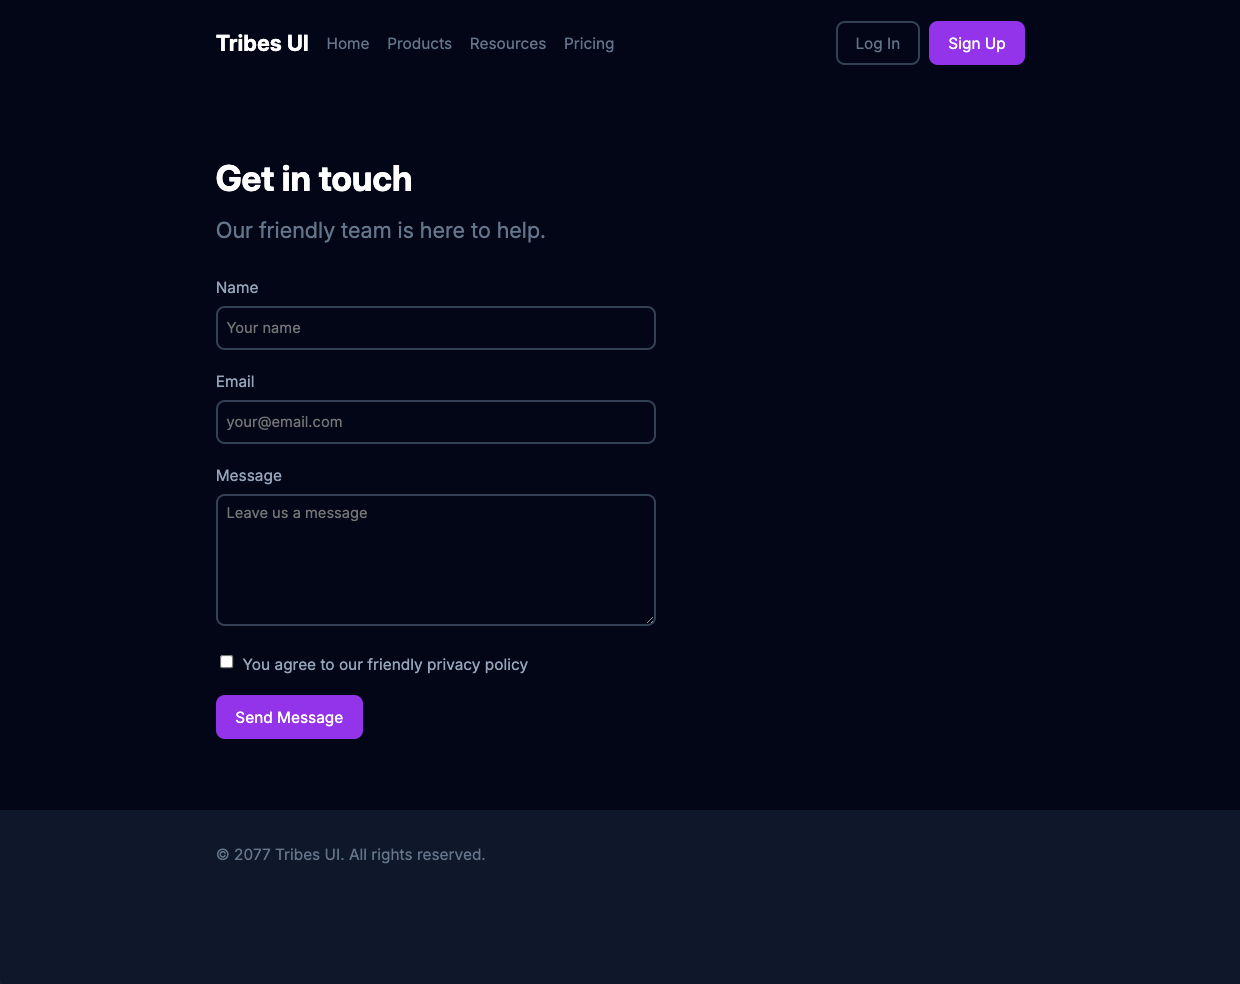 Tribes UI Home Products Resources Pricing Log In Sign Up
Get in touch
Our friendly team is here to help.
Name
Your name
Email
your@email.com
Message
Leave us a message
You agree to our friendly privacy policy
Send Message
© 2077 Tribes UI. All rights reserved.